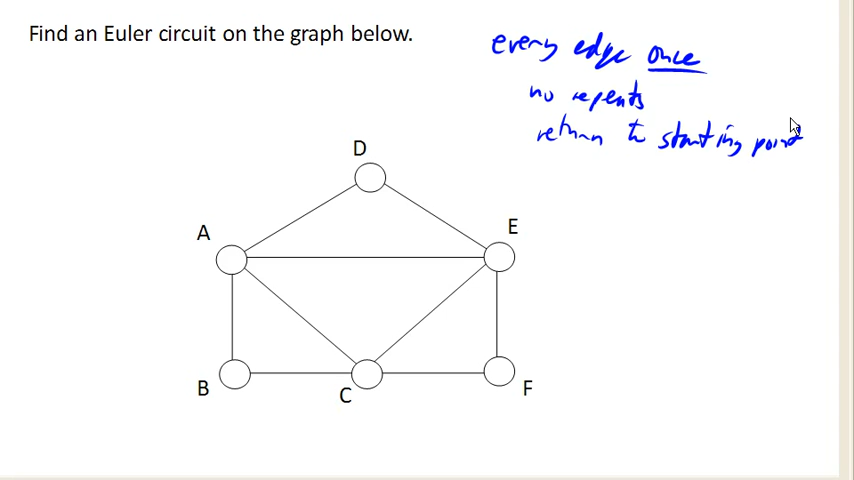 Find an Euler circuit on the graph below.
every edge once
no repeats
return to starting point
D
A
E
B
C
F